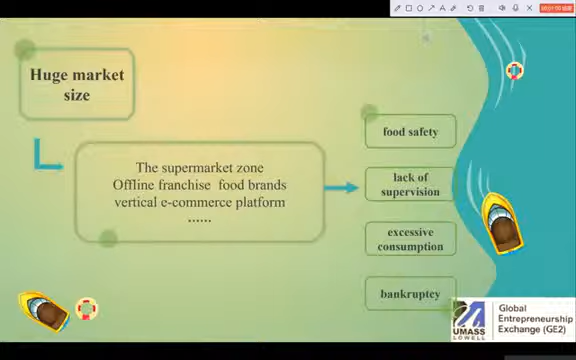 Huge market
size
The supermarket zone
Offline franchise food brands
vertical e-commerce platform
......
food safety
lack of
supervision
excessive
consumption
bankruptcy
UMASS
LOWELL
Global
Entrepreneurship
Exchange (GE2)